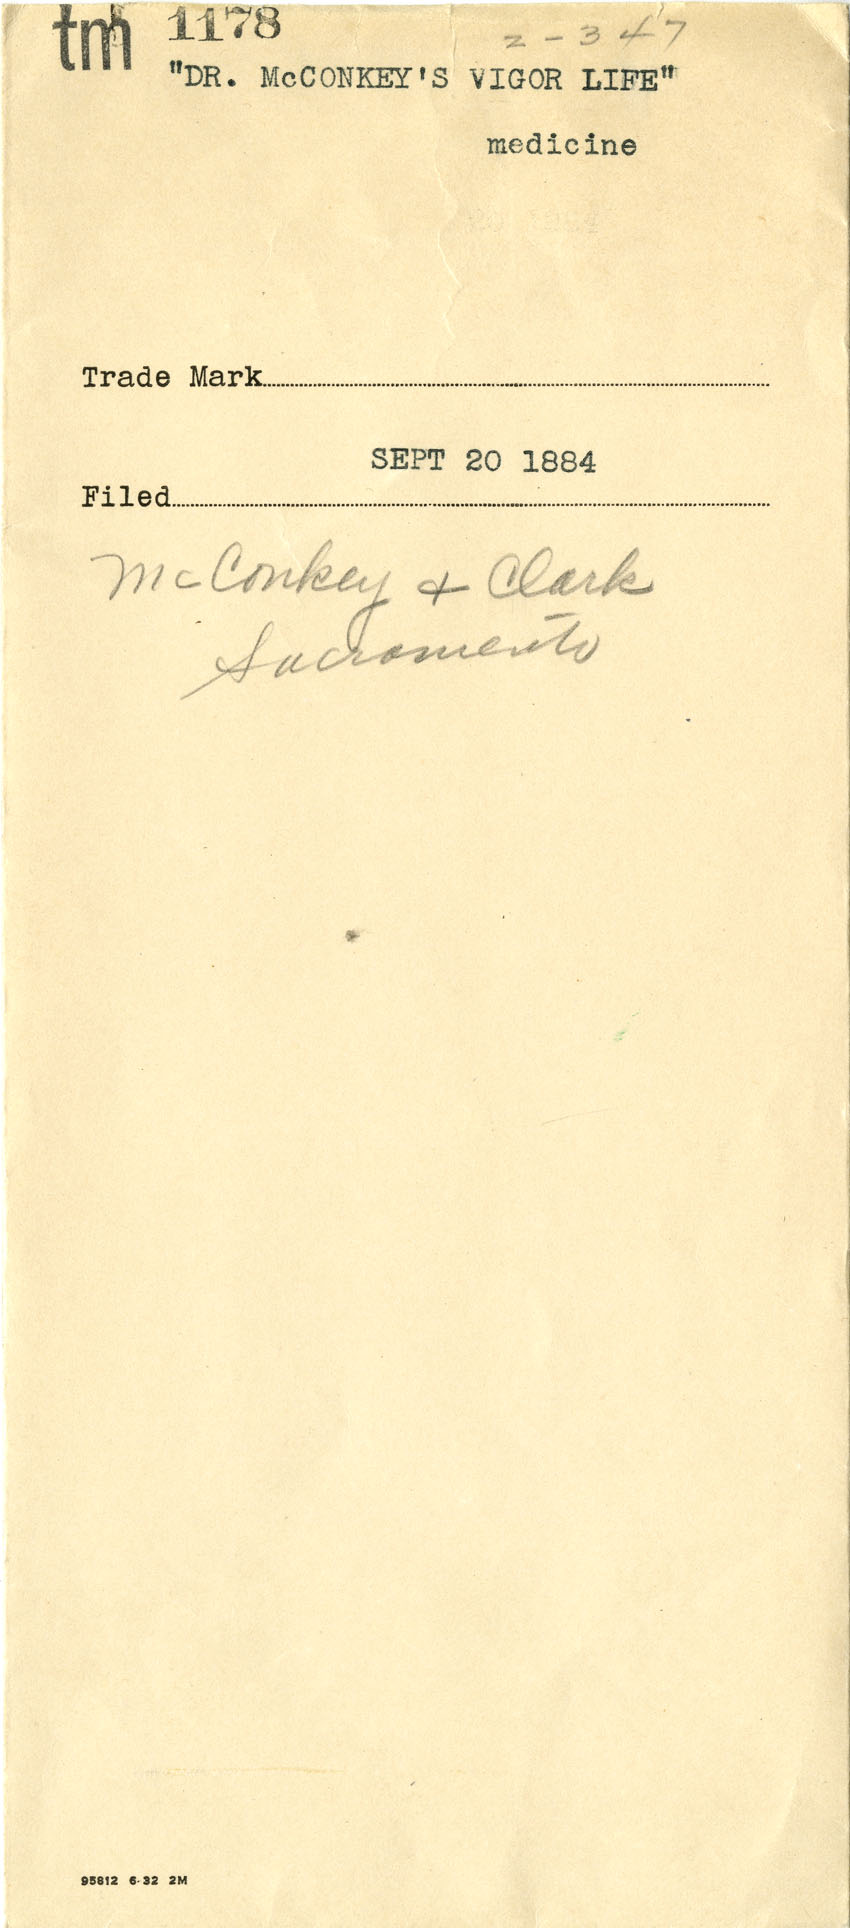 tm 1178 2-347
"DR. McCONKEY'S VIGOR LIFE"
medicine
Trade Mark
SEPT 20 1884
Filed
McConkey & Clark
Sacramento
95812 6-32 2M